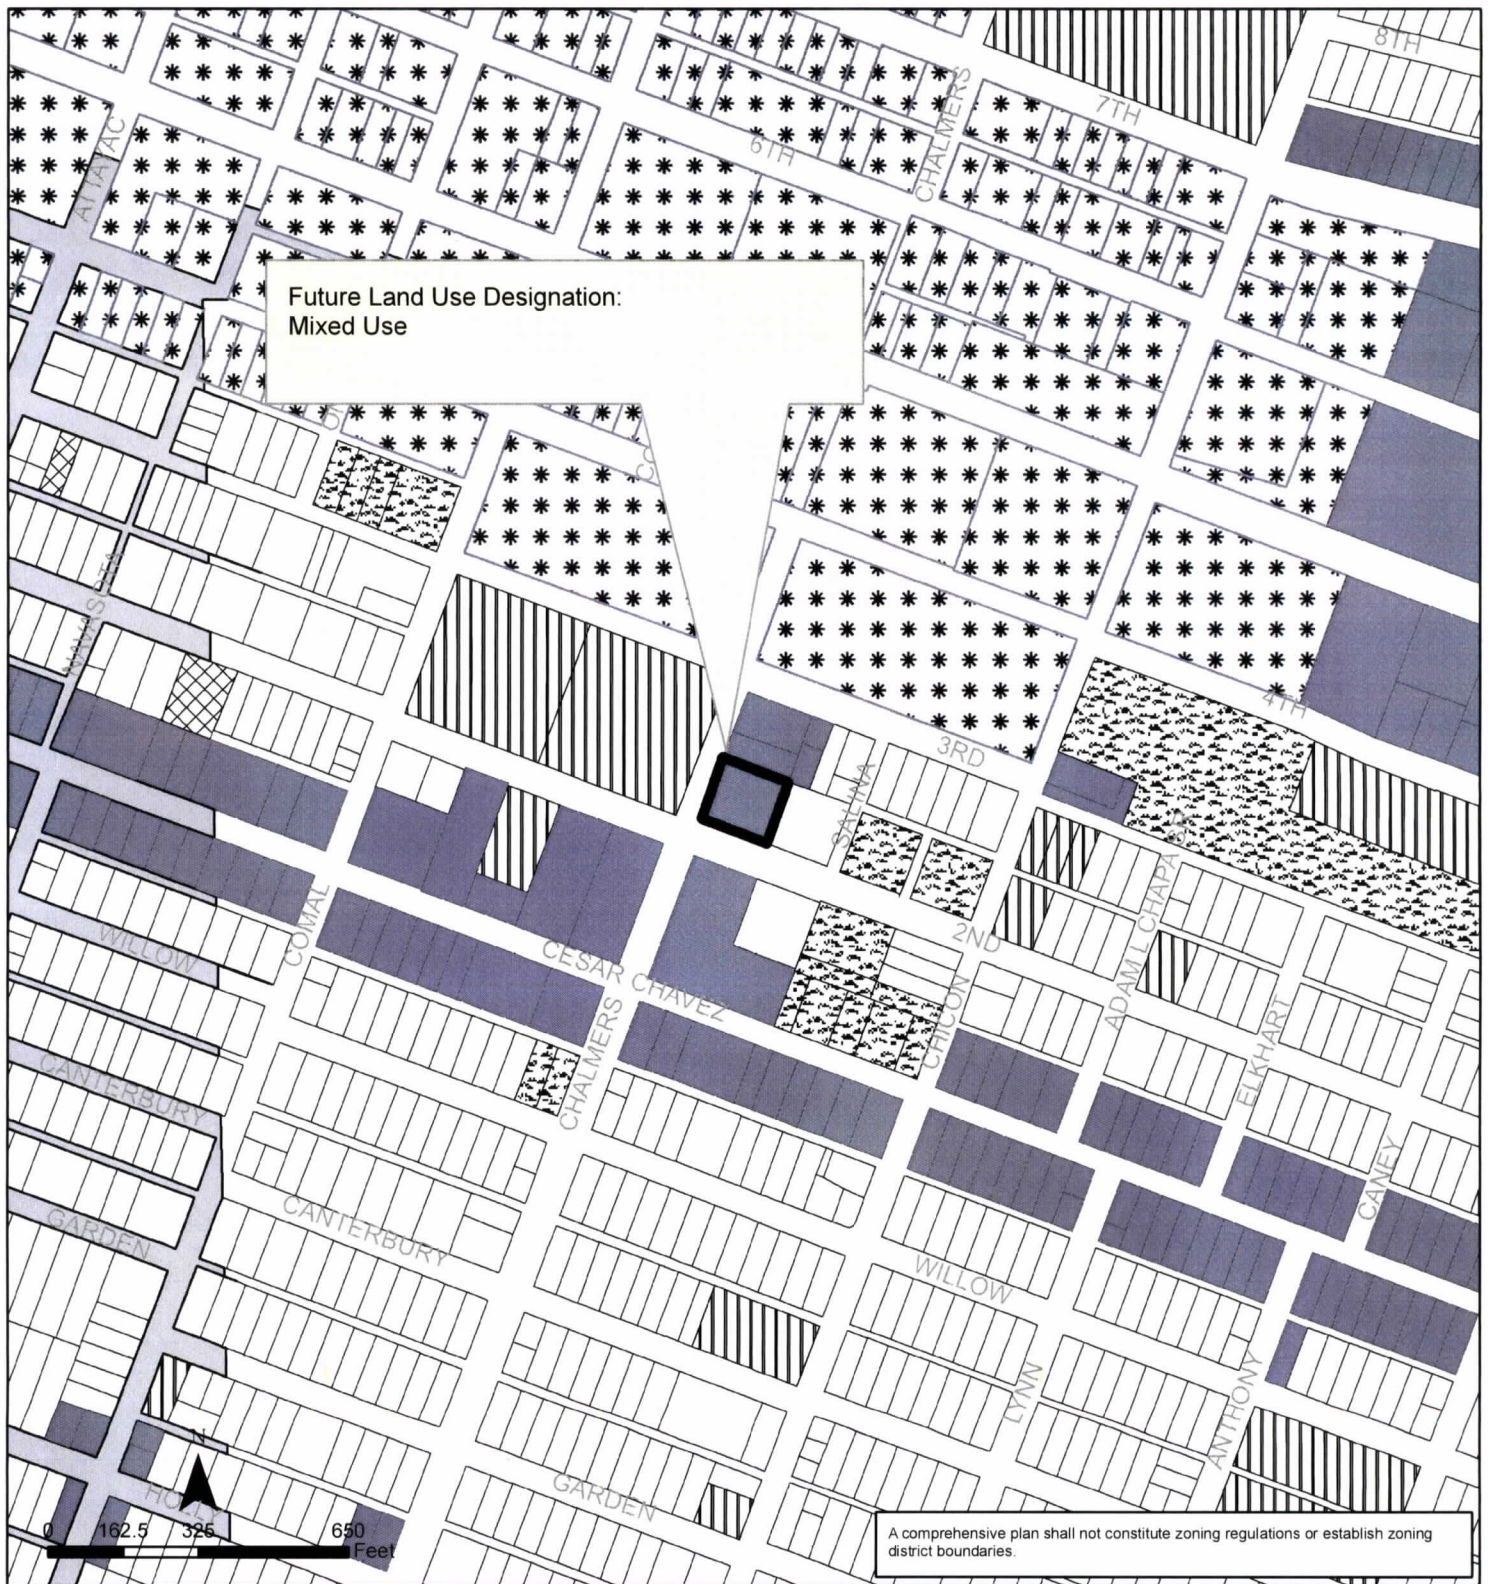 8TH
7TH
CHALMERS
6TH
Future Land Use Designation:
Mixed Use
NAVASOTA
4TH
3RD
SALINA
ADAM L CHAPA SR
COMAL
WILLOW
2ND
CESAR CHAVEZ
CHICON
CHALMERS
ELKHART
CANTERBURY
CANEY
GARDEN
CANTERBURY
WILLOW
LYNN
ANTHONY
N
HOLLY
GARDEN
0 162.5 325 650
Feet
A comprehensive plan shall not constitute zoning regulations or establish zoning
district boundaries.